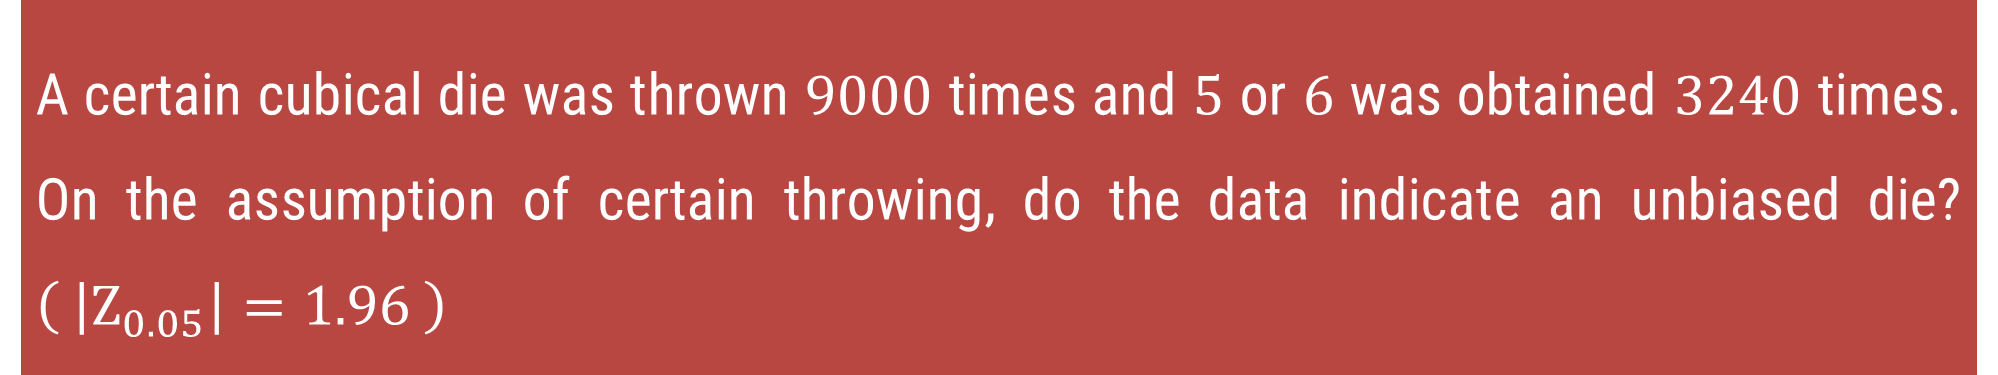 A certain cubical die was thrown 9000 times and 5 or 6 was obtained 3240 times.
On the assumption of certain throwing, do the data indicate an unbiased die?
( |Z₀.₀₅| = 1.96 )